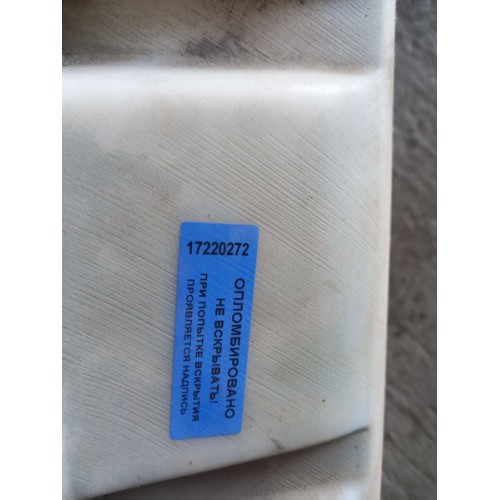 17220272
ОПЛОМБИРОВАНО
НЕ ВСКРЫВАТЬ!
ПРИ ПОПЫТКЕ ВСКРЫТИЯ
ПРОЯВЛЯЕТСЯ НАДПИСЬ